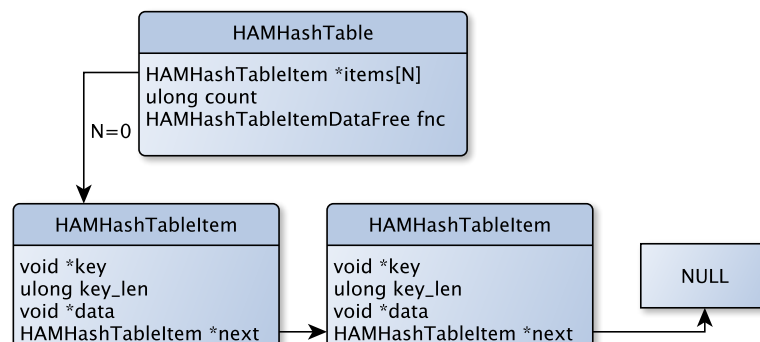 HAMHashTable
HAMHashTableItem *items[N]
ulong count
HAMHashTableItemDataFree fnc
N=0
HAMHashTableItem
void *key
ulong key_len
void *data
HAMHashTableItem *next
HAMHashTableItem
void *key
ulong key_len
void *data
HAMHashTableItem *next
NULL